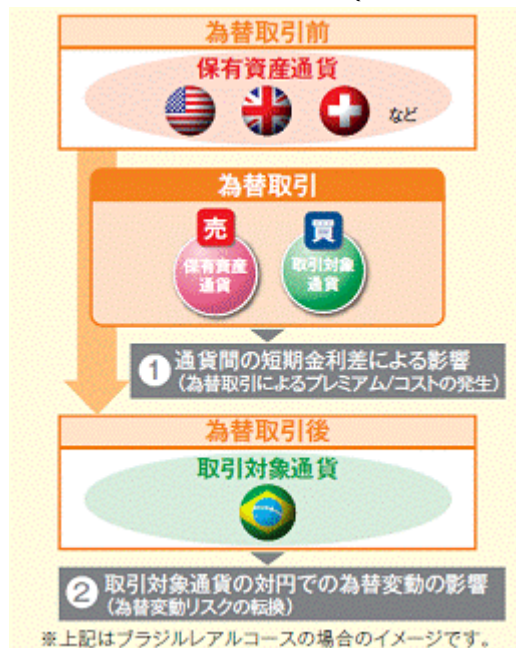 為替取引前
保有資産通貨
など
為替取引
売
買
保有資産
通貨
取引対象
通貨
1 通貨間の短期金利差による影響
(為替取引によるプレミアム/コストの発生)
為替取引後
取引対象通貨
2 取引対象通貨の対円での為替変動の影響
(為替変動リスクの転換)
※上記はブラジルレアルコースの場合のイメージです。